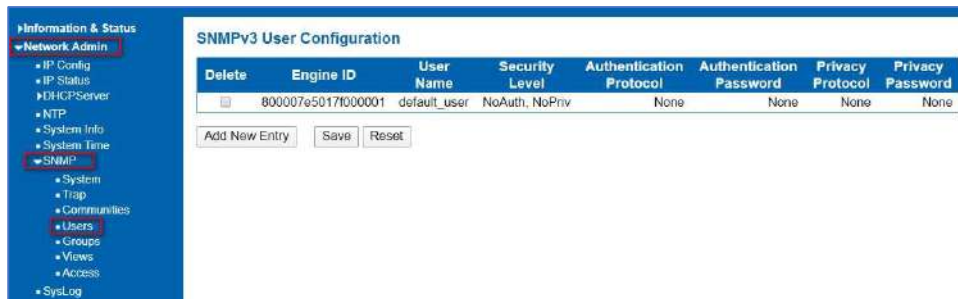 Information & Status
Network Admin
IP Config
IP Status
DHCPServer
NTP
System Info
System Time
SNMP
System
Trap
Communities
Users
Groups
Views
Access
SysLog
SNMPv3 User Configuration
Delete Engine ID User Name Security Level Authentication Protocol Authentication Password Privacy Protocol Privacy Password
800007e5017f000001 default_user NoAuth, NoPriv None None None None
Add New Entry Save Reset